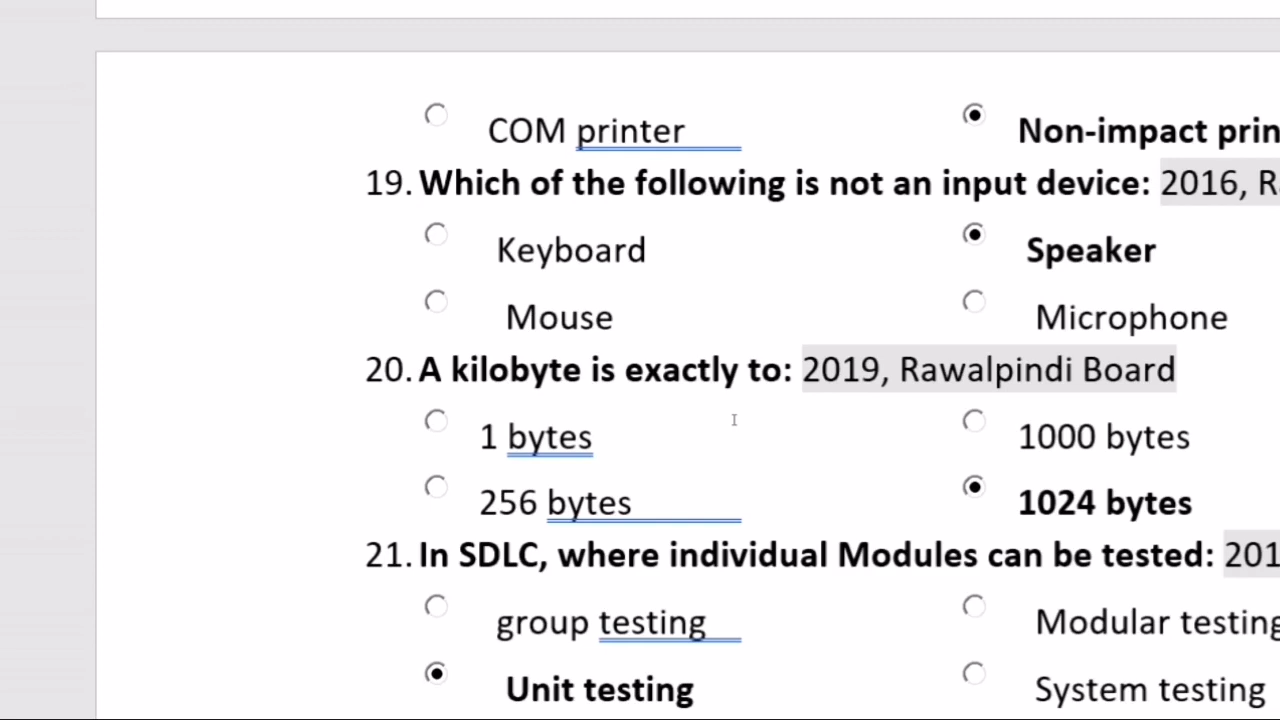 COM printer Non-impact prin
19. Which of the following is not an input device: 2016, R
Keyboard Speaker
Mouse Microphone
20. A kilobyte is exactly to: 2019, Rawalpindi Board
1 bytes 1000 bytes
256 bytes 1024 bytes
21. In SDLC, where individual Modules can be tested: 201
group testing Modular testing
Unit testing System testing